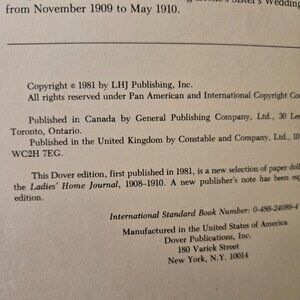 Sister's Wedding
from November 1909 to May 1910.
Copyright © 1981 by LHJ Publishing, Inc.
All rights reserved under Pan American and International Copyright
Published in Canada by General Publishing Company, Ltd., 30
Toronto, Ontario.
Published in the United Kingdom by Constable and Company, Ltd., 10
WC2H 7EG.
This Dover edition, first published in 1981, is a new selection of paper
the Ladies' Home Journal, 1908–1910. A new publisher's note has been
edition.
International Standard Book Number: 0-486-24089-4
Manufactured in the United States of America
Dover Publications, Inc.
180 Varick Street
New York, N.Y. 10014